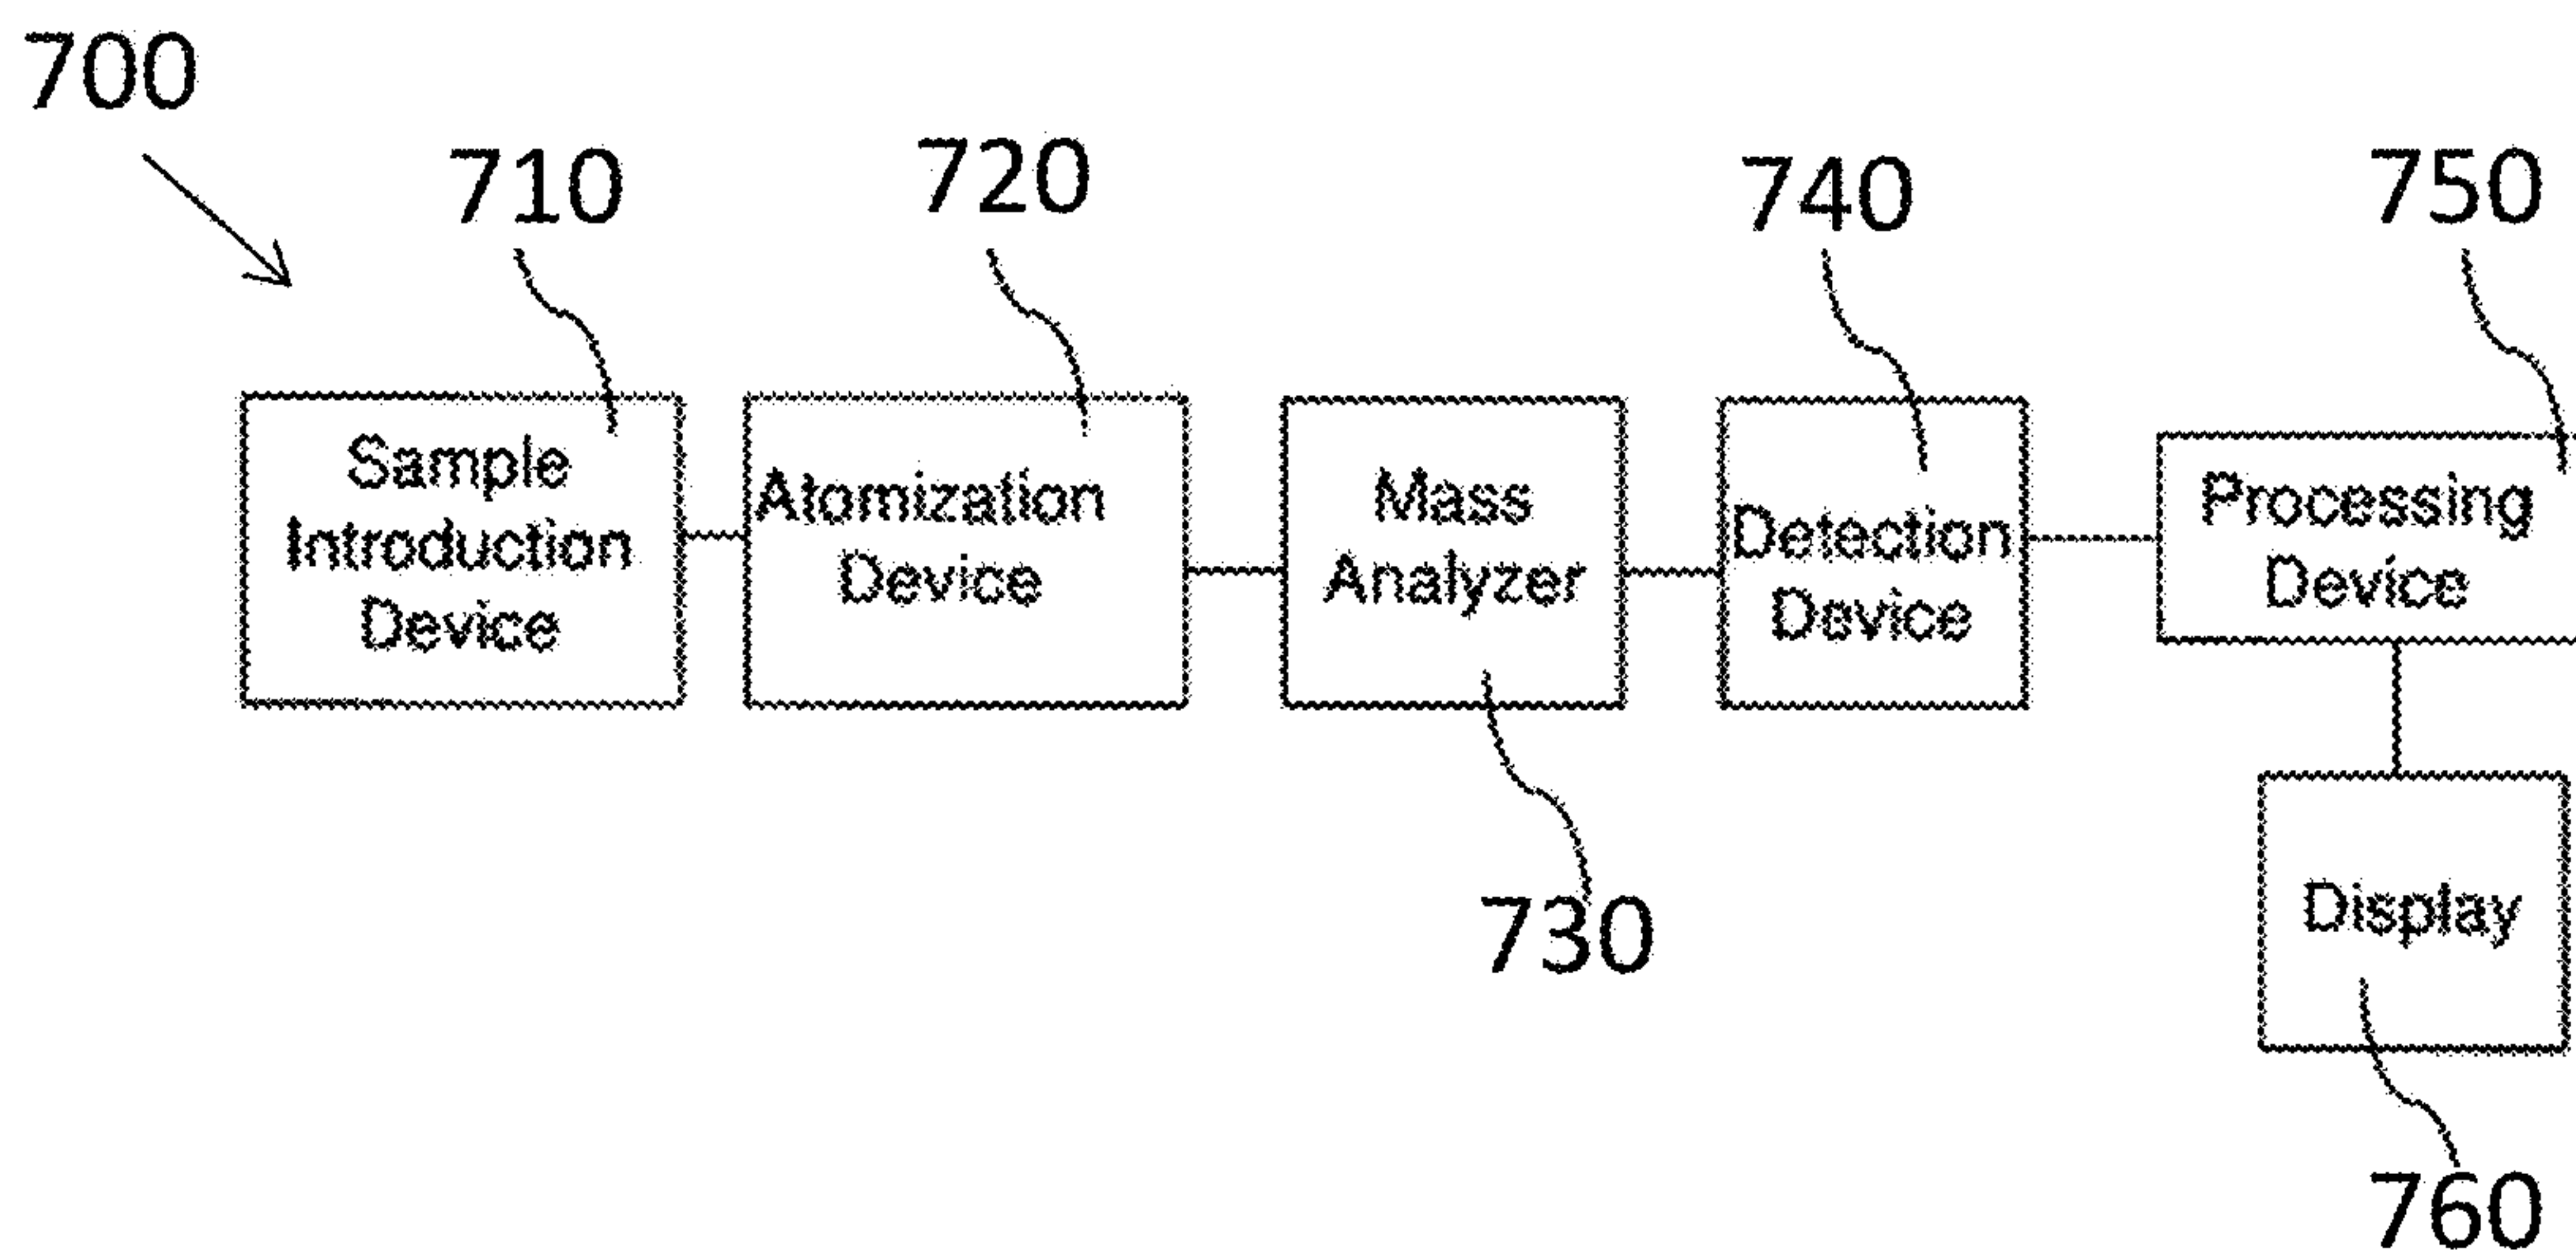 700
710
720
740
750
Sample
Introduction
Device
Atomization
Device
Mass
Analyzer
Detection
Device
Processing
Device
730
Display
760